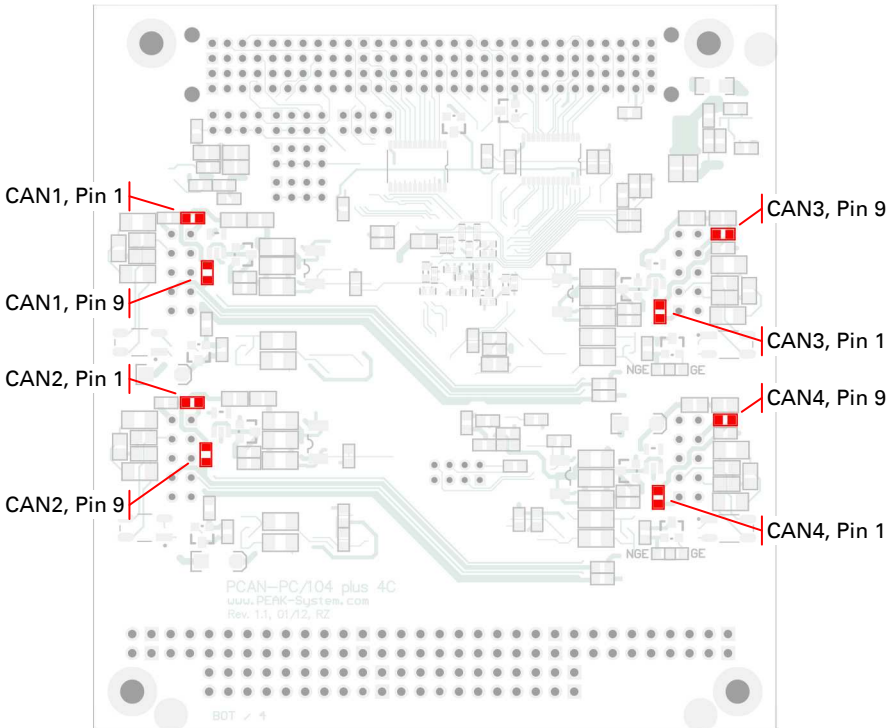 CAN1, Pin 1
CAN3, Pin 9
CAN1, Pin 9
CAN3, Pin 1
NGE GE
CAN2, Pin 1
CAN4, Pin 9
CAN2, Pin 9
CAN4, Pin 1
NGE GE
PCAN-PC/104 plus 4C
www.PEAK-System.com
Rev. 1.1, 01/12, RZ
BOT / 4